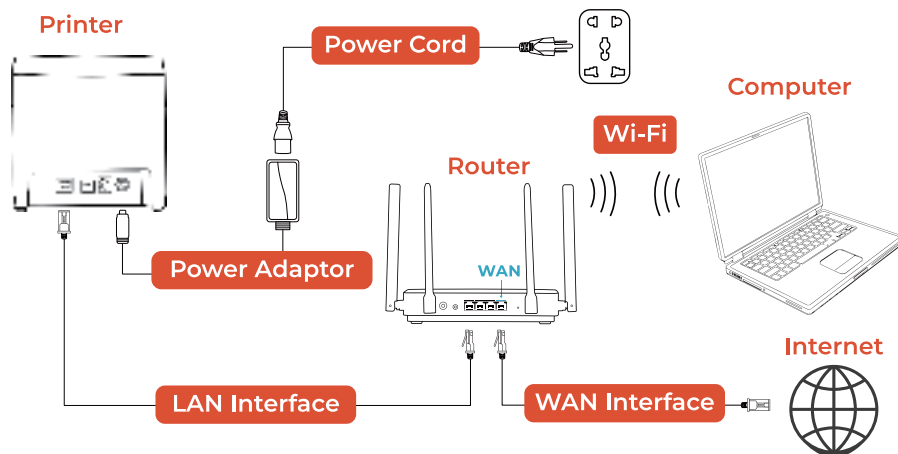 Printer
Power Cord
Computer
Wi-Fi
Router
Power Adaptor
WAN
Internet
LAN Interface
WAN Interface